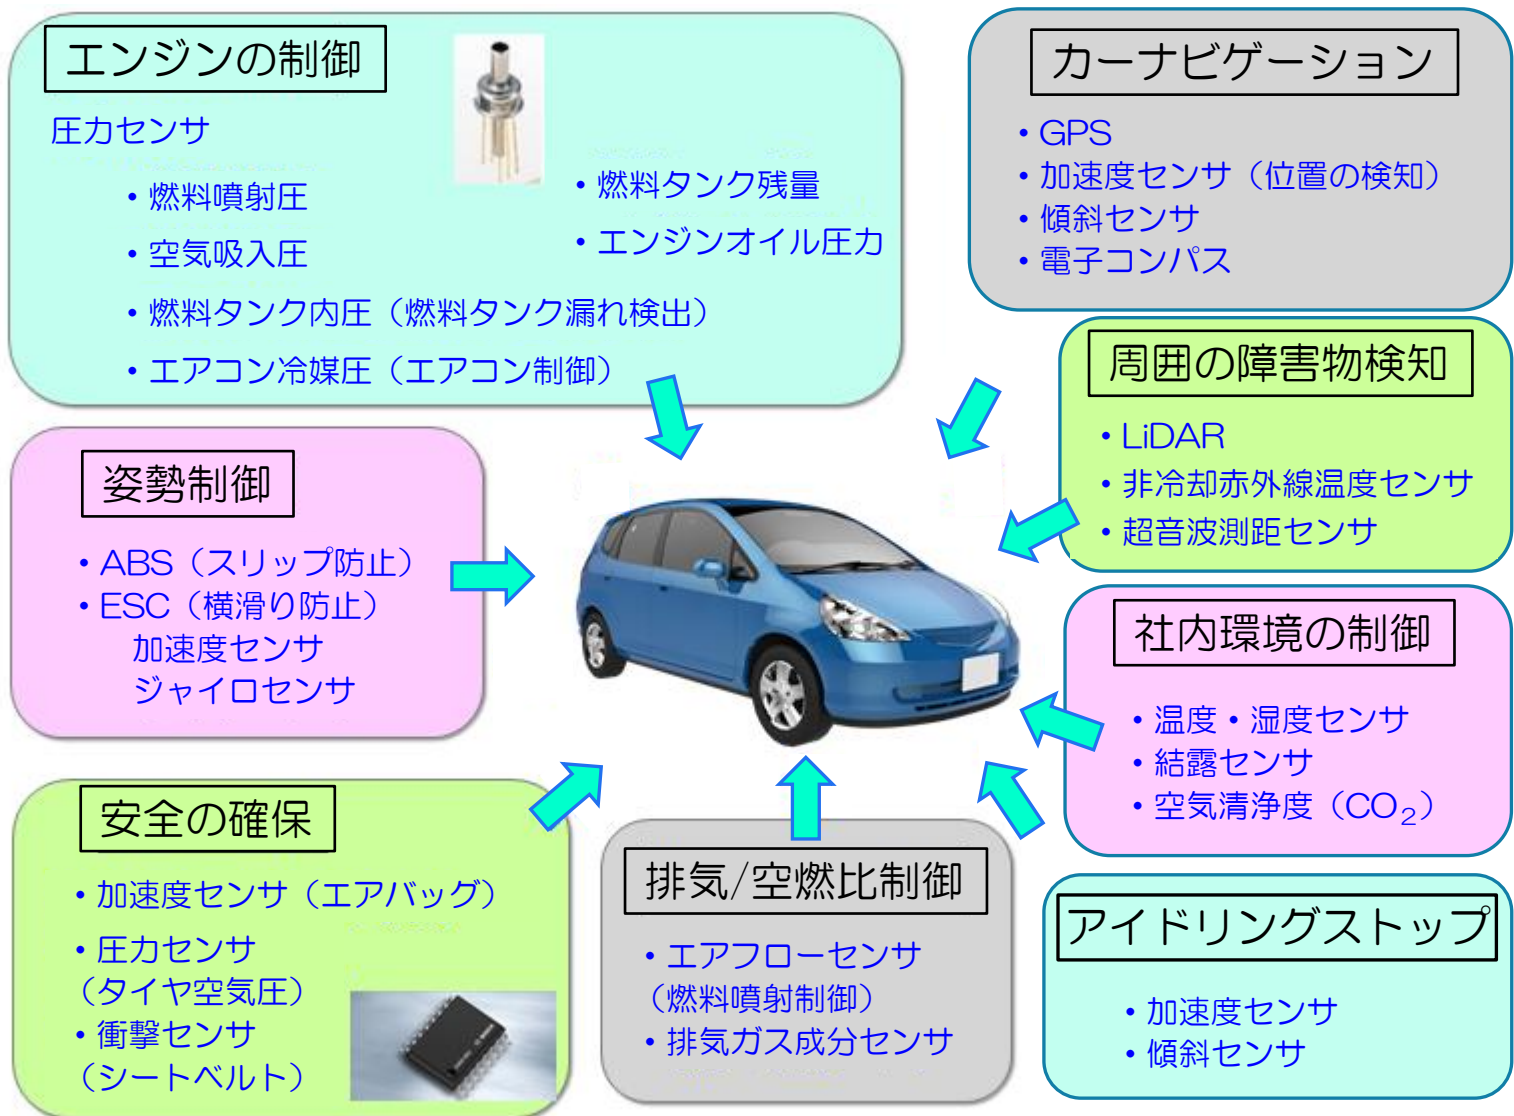 エンジンの制御
圧力センサ
・燃料噴射圧
・空気吸入圧
・燃料タンク内圧（燃料タンク漏れ検出）
・エアコン冷媒圧（エアコン制御）
・燃料タンク残量
・エンジンオイル圧力
カーナビゲーション
・GPS
・加速度センサ（位置の検知）
・傾斜センサ
・電子コンパス
周囲の障害物検知
・LiDAR
・非冷却赤外線温度センサ
・超音波測距センサ
姿勢制御
・ABS（スリップ防止）
・ESC（横滑り防止）
加速度センサ
ジャイロセンサ
社内環境の制御
・温度・湿度センサ
・結露センサ
・空気清浄度（CO₂）
安全の確保
・加速度センサ（エアバッグ）
・圧力センサ
（タイヤ空気圧）
・衝撃センサ
（シートベルト）
排気/空燃比制御
・エアフローセンサ
（燃料噴射制御）
・排気ガス成分センサ
アイドリングストップ
・加速度センサ
・傾斜センサ